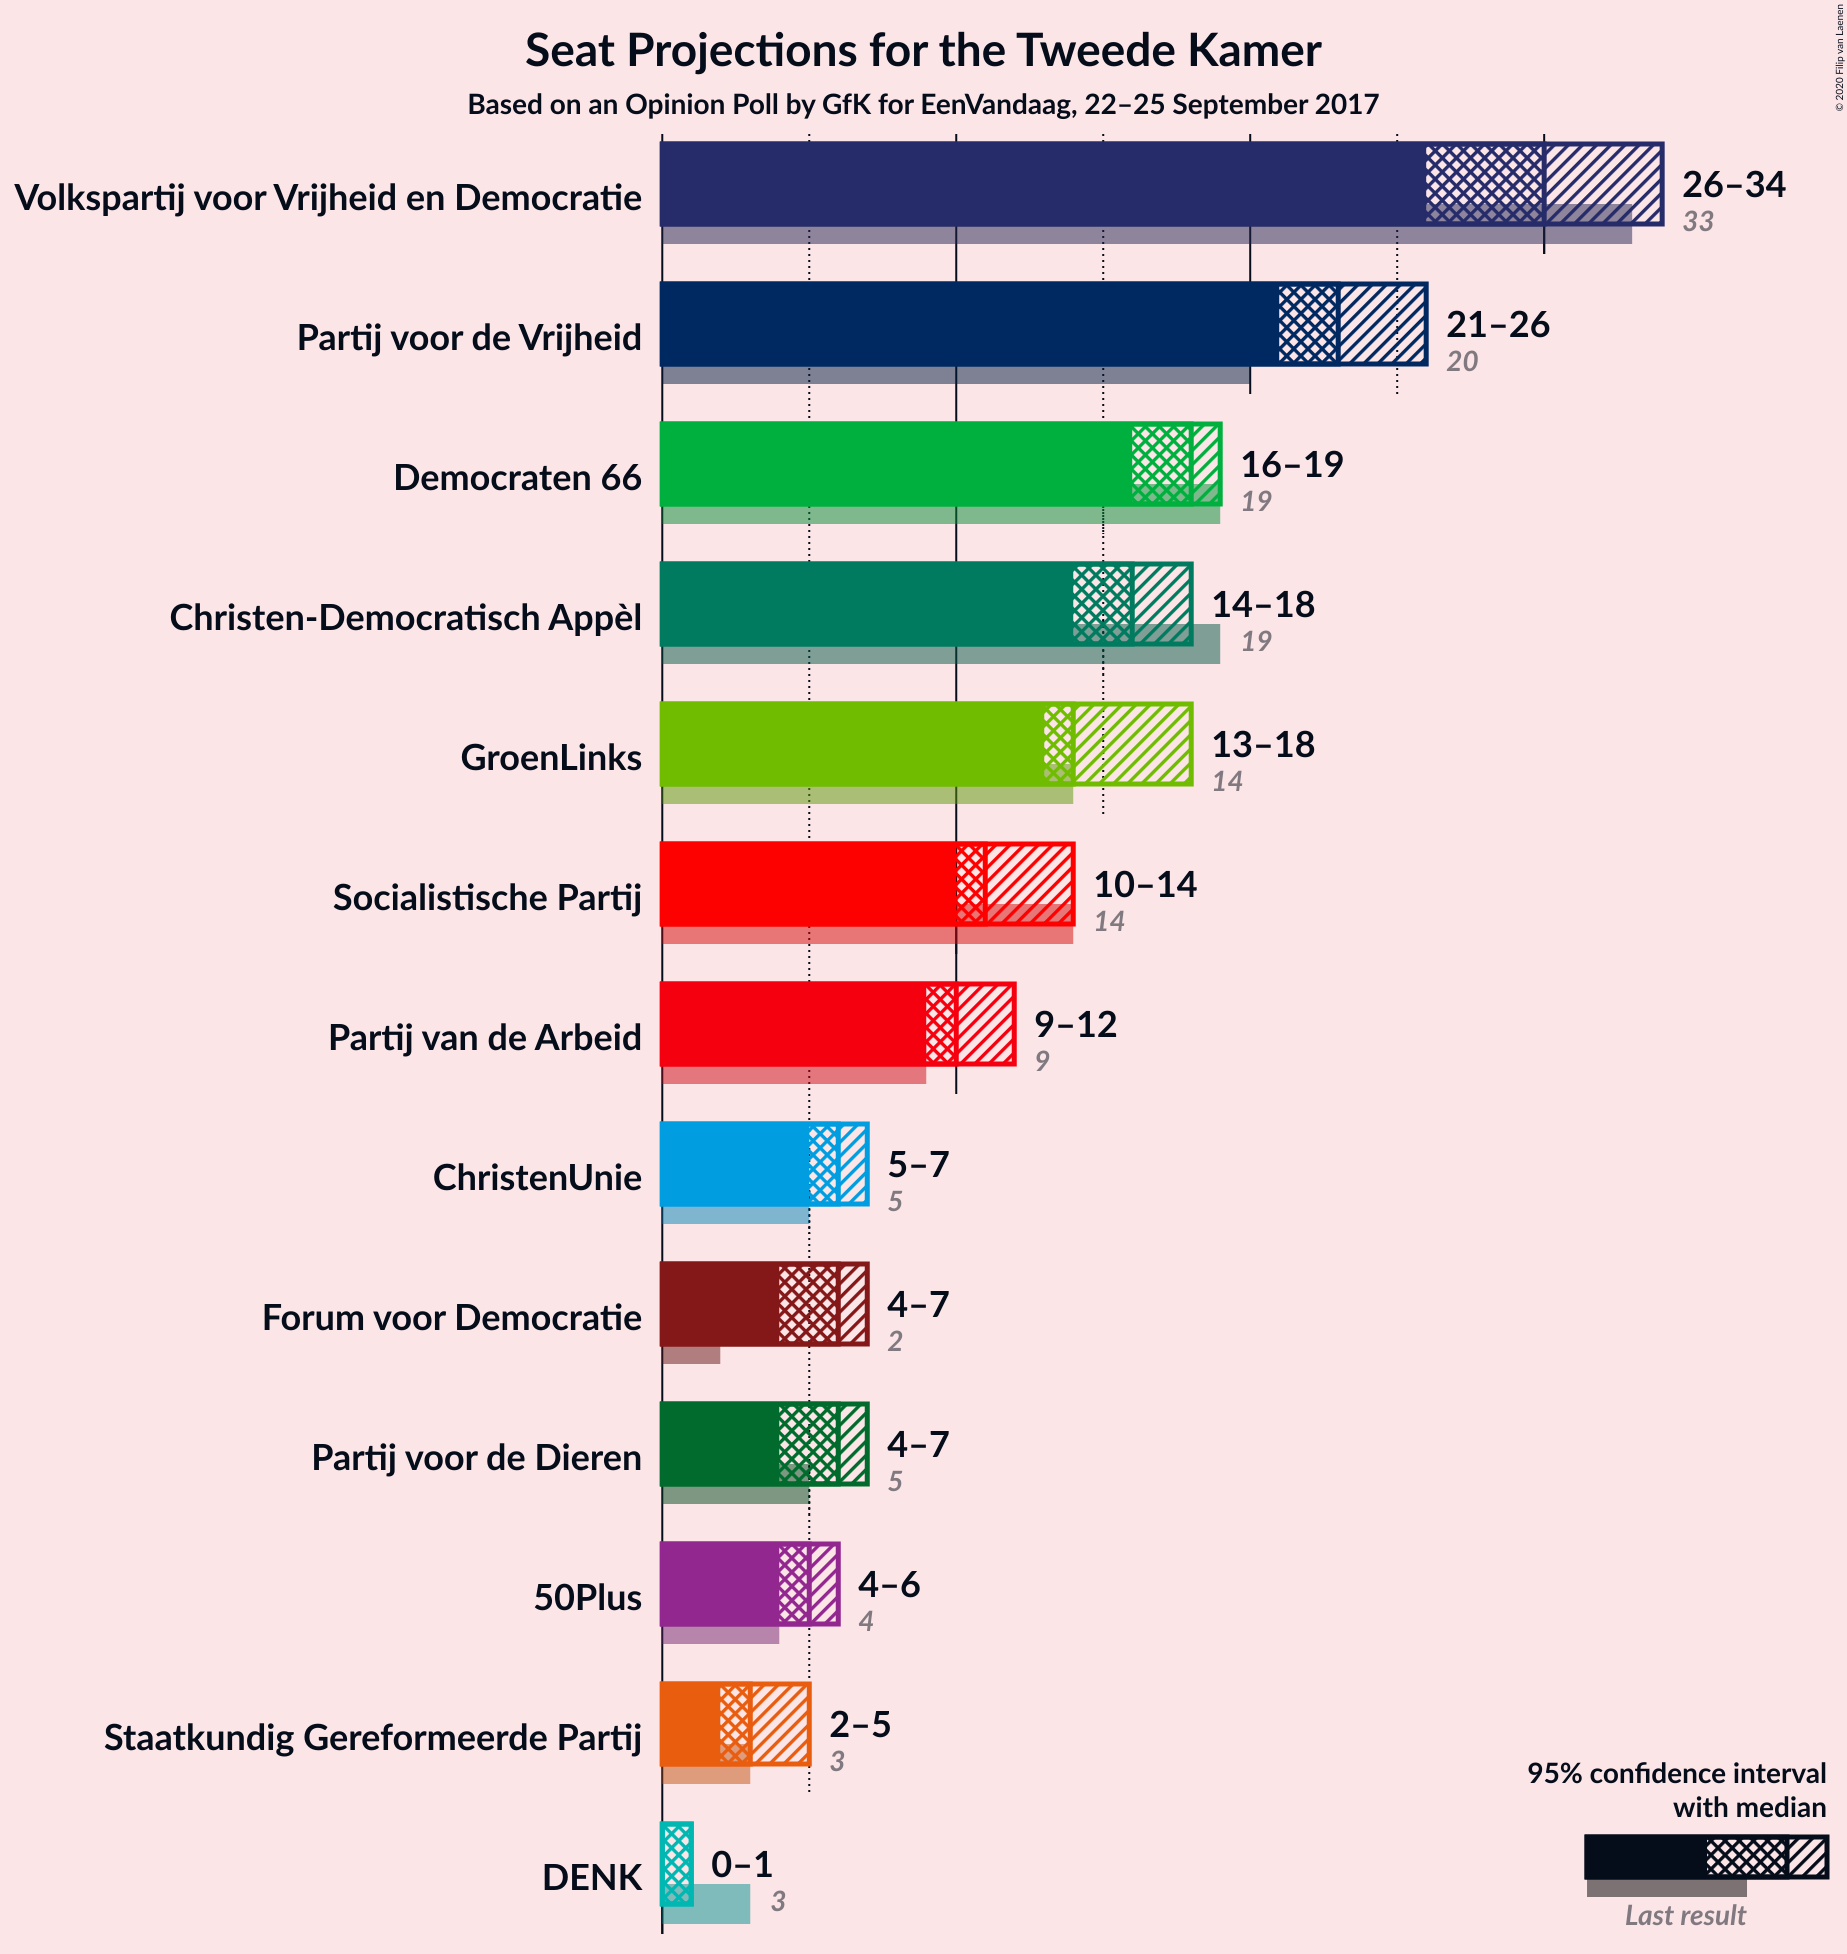 Seat Projections for the Tweede Kamer
Based on an Opinion Poll by GfK for EenVandaag, 22–25 September 2017
© 2020 Filip van Laenen
Volkspartij voor Vrijheid en Democratie
26–34
33
Partij voor de Vrijheid
21–26
20
Democraten 66
16–19
19
Christen-Democratisch Appèl
14–18
19
GroenLinks
13–18
14
Socialistische Partij
10–14
14
Partij van de Arbeid
9–12
9
ChristenUnie
5–7
5
Forum voor Democratie
4–7
2
Partij voor de Dieren
4–7
5
50Plus
4–6
4
Staatkundig Gereformeerde Partij
2–5
3
DENK
0–1
3
95% confidence interval
with median
Last result